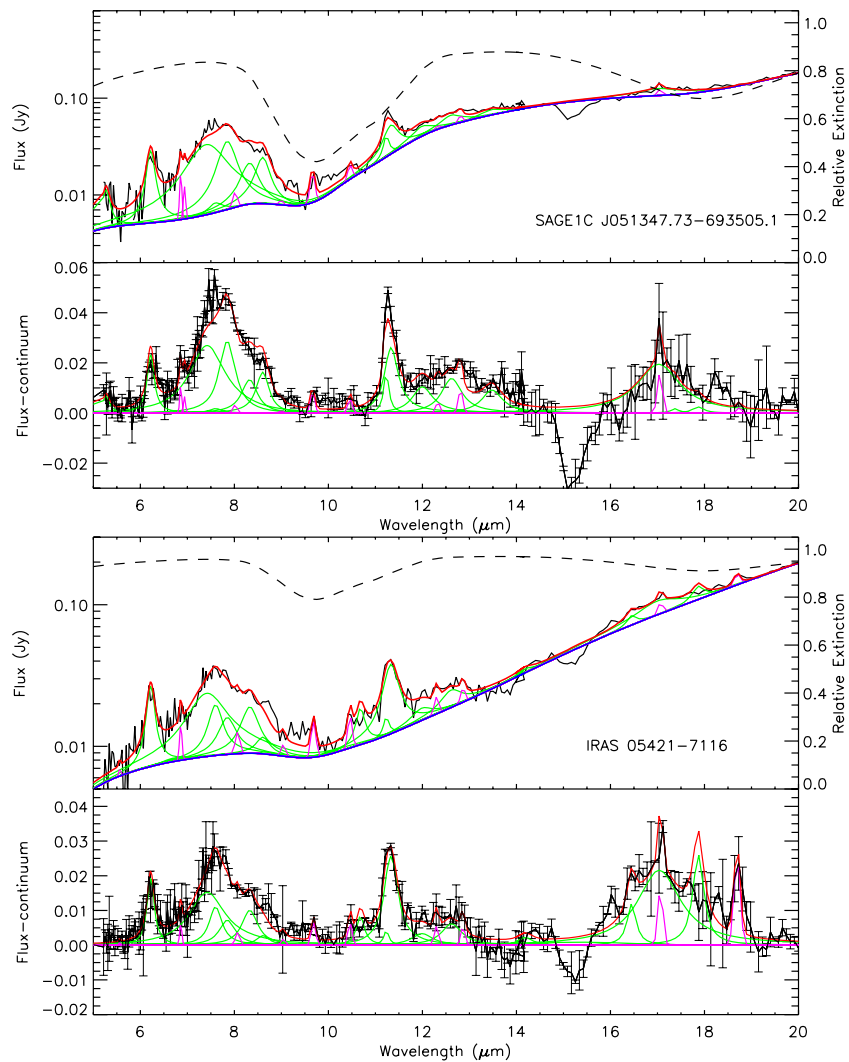 1.0
0.8
0.6
0.4
0.2
0.0
0.10
0.01
Flux (Jy)
Relative Extinction
SAGE1C J051347.73−693505.1
0.06
0.04
0.02
0.00
−0.02
Flux−continuum
6 8 10 12 14 16 18 20
Wavelength (μm)
1.0
0.8
0.6
0.4
0.2
0.0
0.10
0.01
Flux (Jy)
Relative Extinction
IRAS 05421−7116
0.04
0.03
0.02
0.01
0.00
−0.01
−0.02
Flux−continuum
6 8 10 12 14 16 18 20
Wavelength (μm)